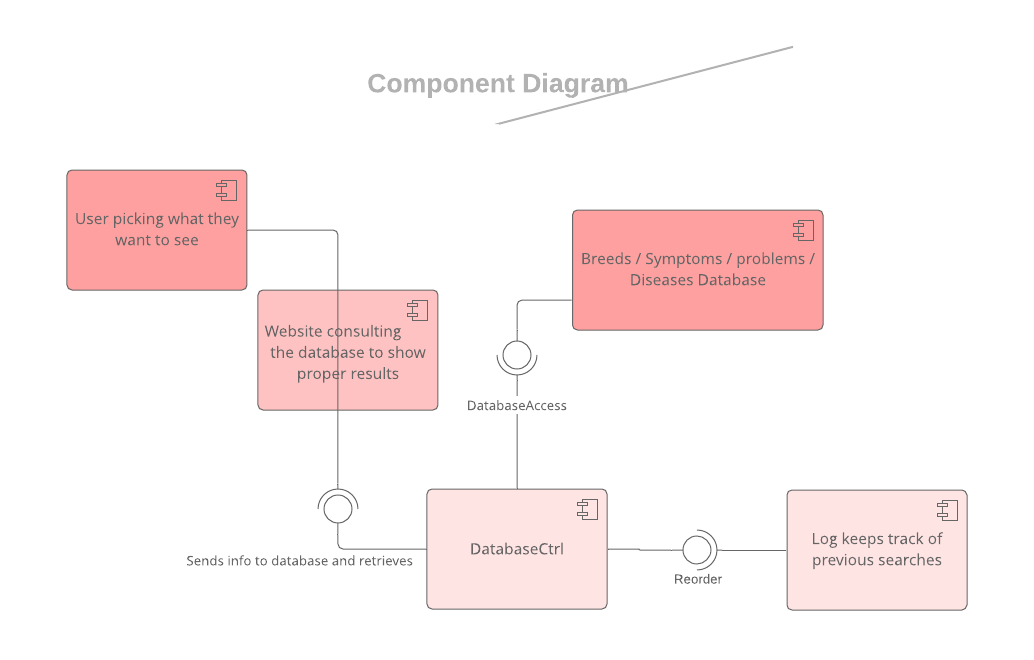 Component Diagram
User picking what they
want to see
Breeds / Symptoms / problems /
Diseases Database
Website consulting
the database to show
proper results
DatabaseAccess
DatabaseCtrl
Sends info to database and retrieves
Reorder
Log keeps track of
previous searches